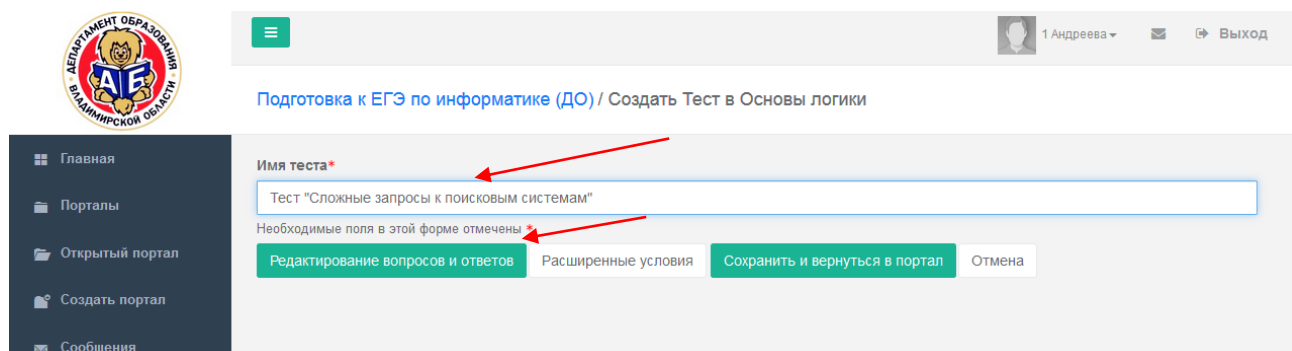 ДЕПАРТАМЕНТ ОБРАЗОВАНИЯ
ВЛАДИМИРСКОЙ ОБЛАСТИ
АБ
1 Андреева
Выход
Подготовка к ЕГЭ по информатике (ДО) / Создать Тест в Основы логики
Главная
Порталы
Открытый портал
Создать портал
Сообщения
Имя теста*
Тест "Сложные запросы к поисковым системам"
Необходимые поля в этой форме отмечены *
Редактирование вопросов и ответов
Расширенные условия
Сохранить и вернуться в портал
Отмена